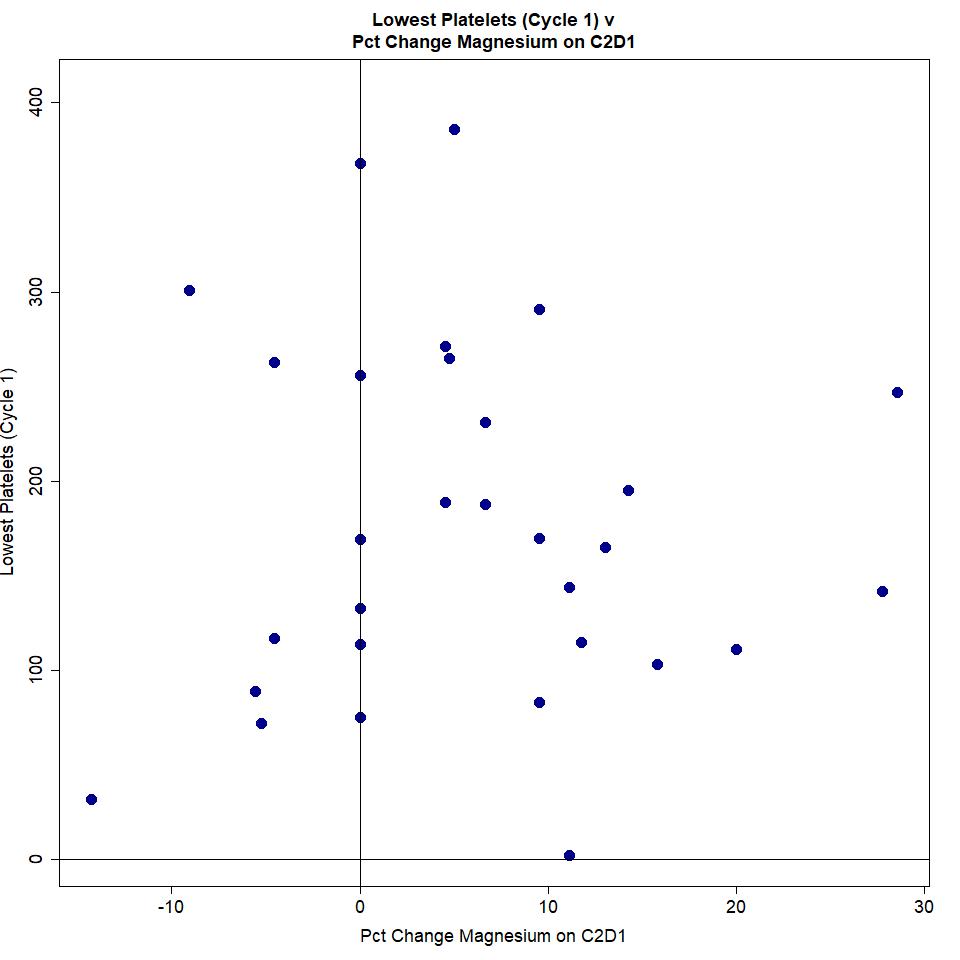 Lowest Platelets (Cycle 1) v
Pct Change Magnesium on C2D1
Lowest Platelets (Cycle 1)
400
300
200
100
0
-10 0 10 20 30
Pct Change Magnesium on C2D1